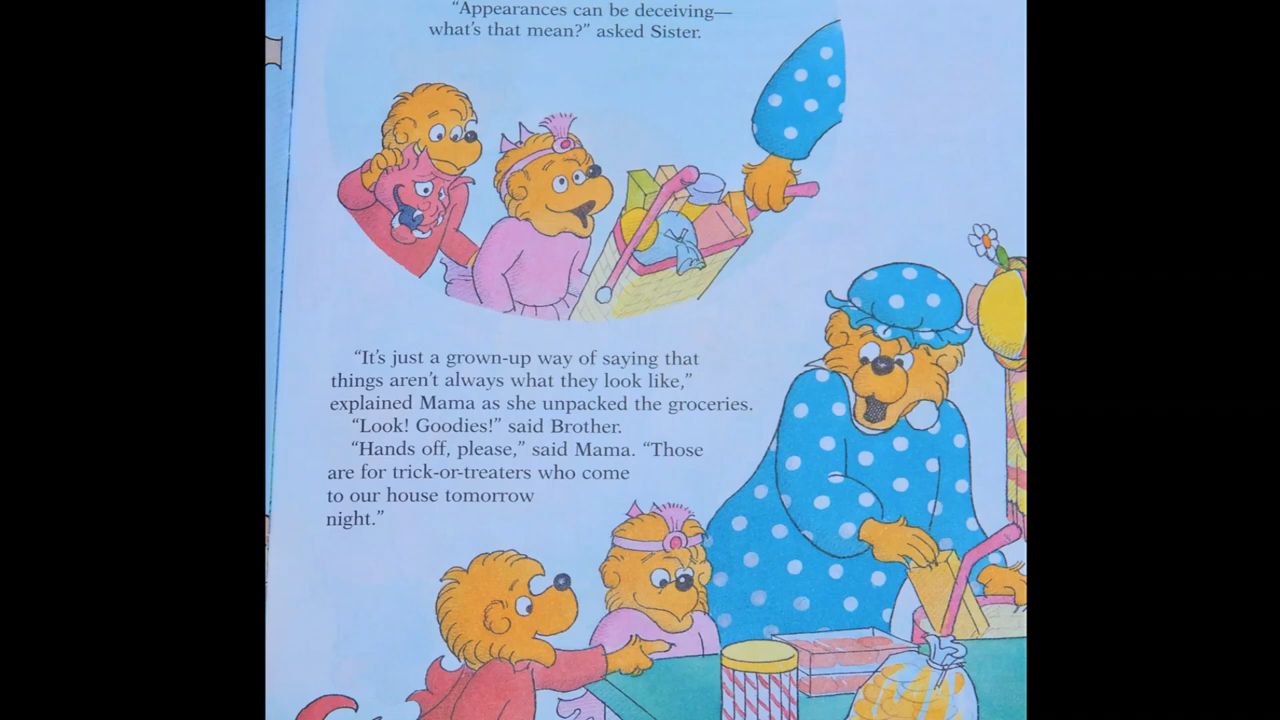 “Appearances can be deceiving—
what’s that mean?” asked Sister.
“It’s just a grown-up way of saying that
things aren’t always what they look like,”
explained Mama as she unpacked the groceries.
“Look! Goodies!” said Brother.
“Hands off, please,” said Mama. “Those
are for trick-or-treaters who come
to our house tomorrow
night.”